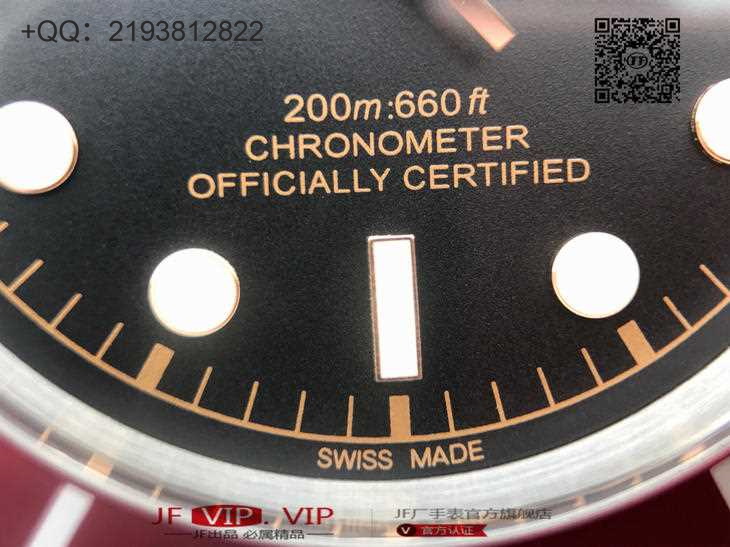 +QQ：2193812822
JF
200m:660ft
CHRONOMETER
OFFICIALLY CERTIFIED
SWISS MADE
JF VIP. VIP
JF出品 必属精品
JF厂手表官方旗舰店
V 官方认证